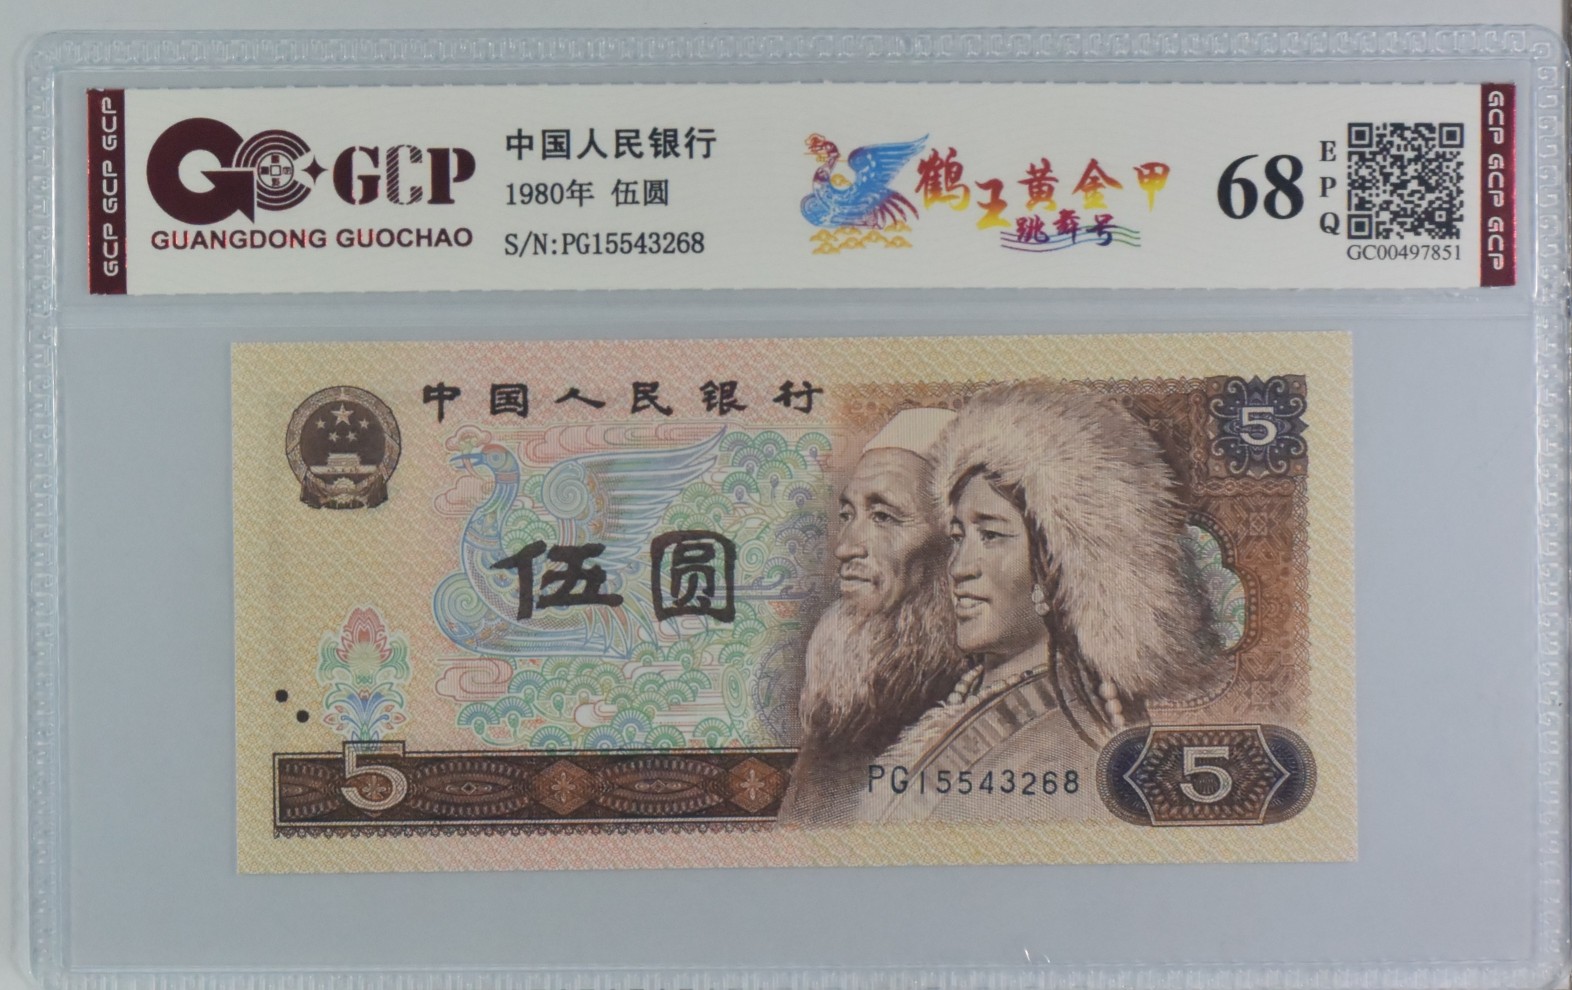 GCP GCP GCP
GCP
GUANGDONG GUOCHAO
中国人民银行
1980年 伍圆
S/N:PG15543268
鹤王黄金甲
跳舞号
68
EPQ
GC00497851
GCP GCP GCP
中国人民银行
5
伍圆
5
PG15543268
5